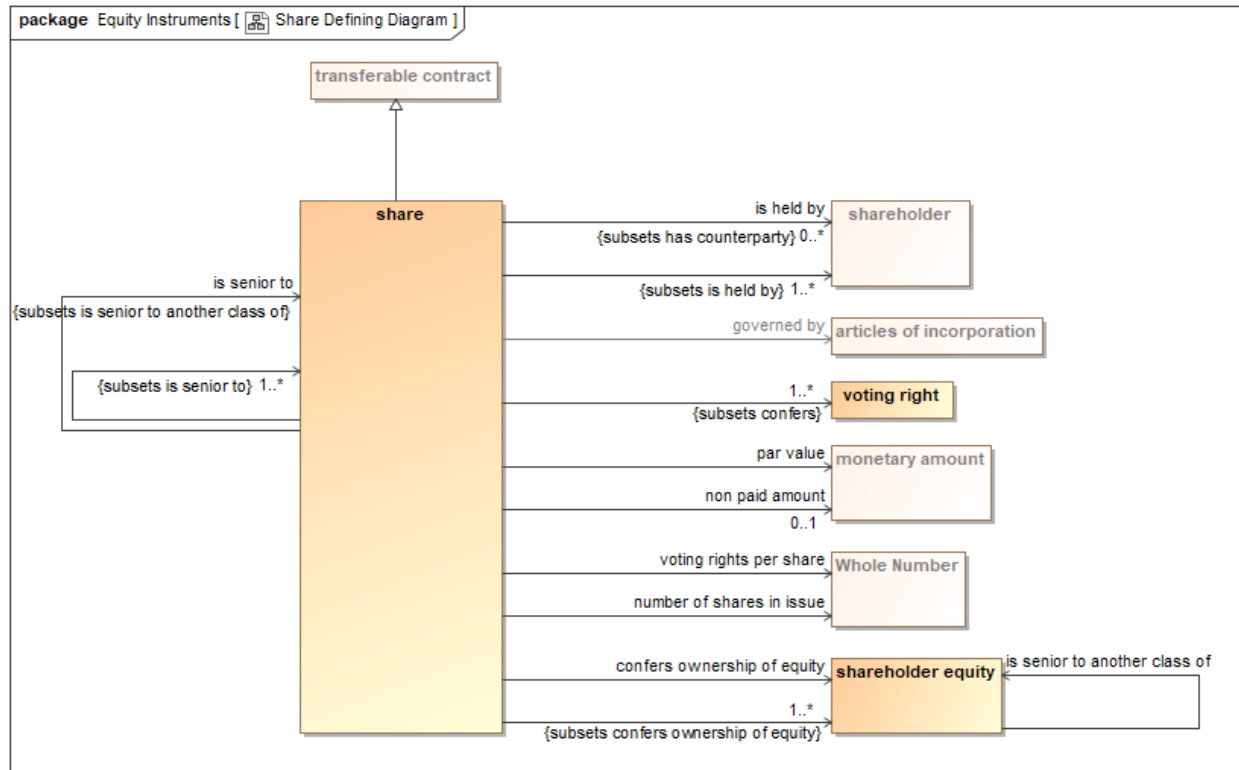 package Equity Instruments [ Share Defining Diagram ]
transferable contract
share
is held by
shareholder
{subsets has counterparty} 0..*
is senior to
{subsets is held by} 1..*
{subsets is senior to another class of}
governed by
articles of incorporation
{subsets is senior to} 1..*
1..*
voting right
{subsets confers}
par value
monetary amount
non paid amount
0..1
voting rights per share
Whole Number
number of shares in issue
confers ownership of equity
shareholder equity
is senior to another class of
1..*
{subsets confers ownership of equity}